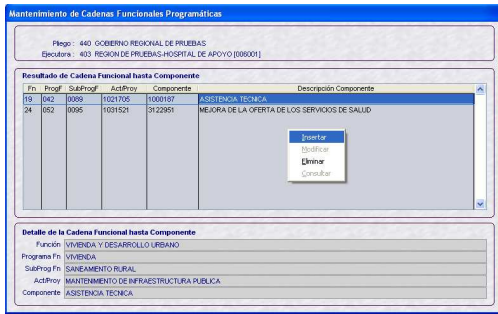 Mantenimiento de Cadenas Funcionales Programáticas
Pliego : 440 GOBIERNO REGIONAL DE PRUEBAS
Ejecutora : 403 REGION DE PRUEBAS-HOSPITAL DE APOYO [006001]
Resultado de Cadena Funcional hasta Componente
Fn ProgF SubProgF Act/Proy Componente Descripción Componente
19 042 0089 1021705 1000187 ASISTENCIA TECNICA
24 052 0095 1031521 3122951 MEJORA DE LA OFERTA DE LOS SERVICIOS DE SALUD
Insertar
Modificar
Eliminar
Consultar
Detalle de la Cadena Funcional hasta Componente
Función VIVIENDA Y DESARROLLO URBANO
Programa Fn VIVIENDA
SubProg Fn SANEAMIENTO RURAL
Act/Proy MANTENIMIENTO DE INFRAESTRUCTURA PUBLICA
Componente ASISTENCIA TECNICA